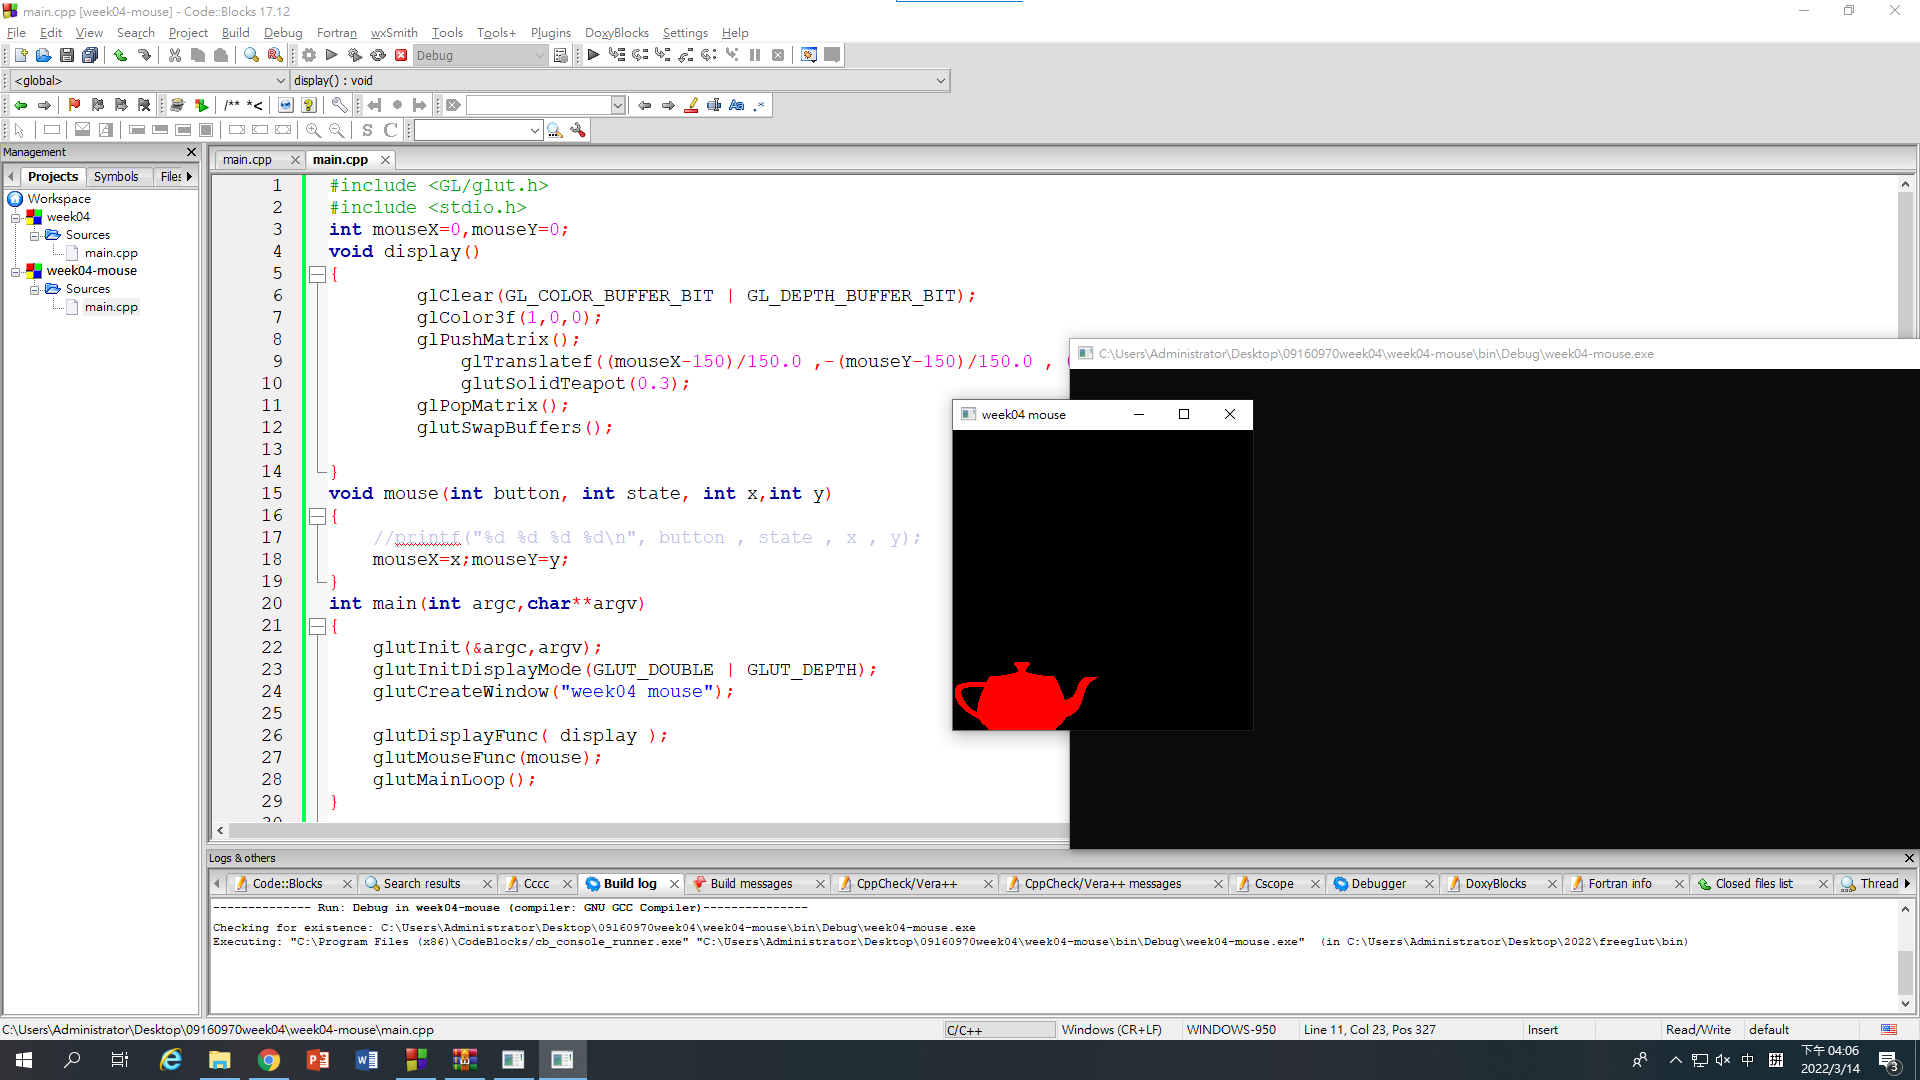 main.cpp [week04-mouse] - Code::Blocks 17.12
File Edit View Search Project Build Debug Fortran wxSmith Tools Tools+ Plugins DoxyBlocks Settings Help
Debug
<global> display() : void
/** *<
Aa .*
S C
Management
Projects Symbols Files
Workspace
week04
Sources
main.cpp
week04-mouse
Sources
main.cpp
main.cpp main.cpp
1 #include <GL/glut.h>
2 #include <stdio.h>
3 int mouseX=0,mouseY=0;
4 void display()
5 {
6 glClear(GL_COLOR_BUFFER_BIT | GL_DEPTH_BUFFER_BIT);
7 glColor3f(1,0,0);
8 glPushMatrix();
9 glTranslatef((mouseX-150)/150.0 ,-(mouseY-150)/150.0 ,
10 glutSolidTeapot(0.3);
11 glPopMatrix();
12 glutSwapBuffers();
13
14 }
15 void mouse(int button, int state, int x,int y)
16 {
17 //printf("%d %d %d %d\n", button , state , x , y);
18 mouseX=x;mouseY=y;
19 }
20 int main(int argc,char**argv)
21 {
22 glutInit(&argc,argv);
23 glutInitDisplayMode(GLUT_DOUBLE | GLUT_DEPTH);
24 glutCreateWindow("week04 mouse");
25
26 glutDisplayFunc( display );
27 glutMouseFunc(mouse);
28 glutMainLoop();
29 }
C:\Users\Administrator\Desktop\09160970week04\week04-mouse\bin\Debug\week04-mouse.exe
week04 mouse
Logs & others
Code::Blocks Search results Cccc Build log Build messages CppCheck/Vera++ CppCheck/Vera++ messages Cscope Debugger DoxyBlocks Fortran info Closed files list Thread
-------------- Run: Debug in week04-mouse (compiler: GNU GCC Compiler)---------------
Checking for existence: C:\Users\Administrator\Desktop\09160970week04\week04-mouse\bin\Debug\week04-mouse.exe
Executing: "C:\Program Files (x86)\CodeBlocks/cb_console_runner.exe" "C:\Users\Administrator\Desktop\09160970week04\week04-mouse\bin\Debug\week04-mouse.exe"  (in C:\Users\Administrator\Desktop\2022\freeglut\bin)
C:\Users\Administrator\Desktop\09160970week04\week04-mouse\main.cpp C/C++ Windows (CR+LF) WINDOWS-950 Line 11, Col 23, Pos 327 Insert Read/Write default
中 下午 04:06
2022/3/14
3